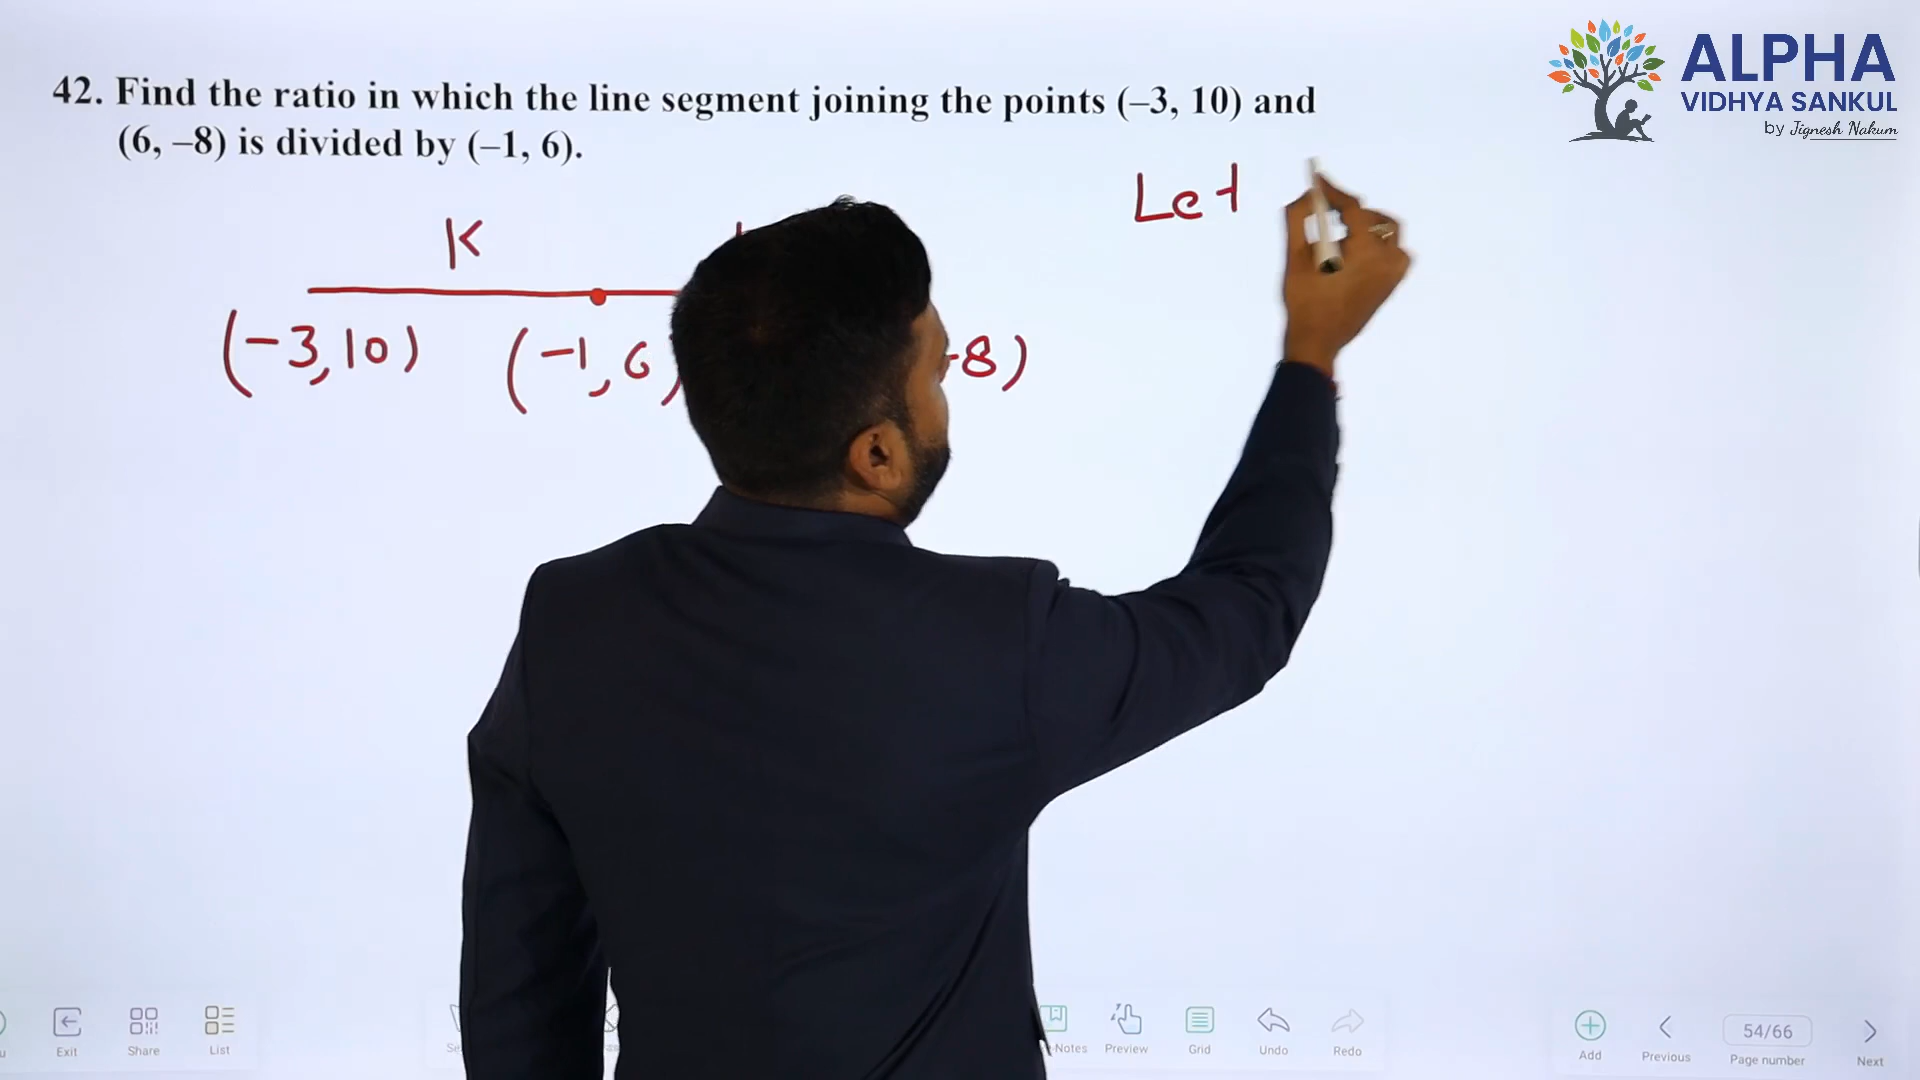 ALPHA
VIDHYA SANKUL
by Jignesh Nakum
42. Find the ratio in which the line segment joining the points (–3, 10) and
(6, –8) is divided by (–1, 6).
Let
K
(-3,10) (-1,6) -8)
Exit Share List -Notes Preview Grid Undo Redo Add Previous 54/66 Page number Next